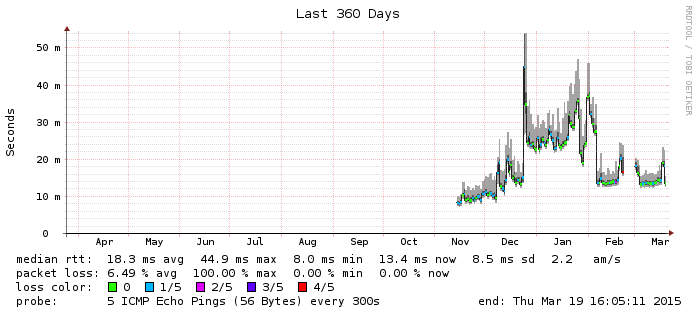 Last 360 Days
RRDTOOL / TOBI OETIKER
Seconds
50 m
40 m
30 m
20 m
10 m
0
Apr May Jun Jul Aug Sep Oct Nov Dec Jan Feb Mar
median rtt: 18.3 ms avg 44.9 ms max 8.0 ms min 13.4 ms now 8.5 ms sd 2.2 am/s
packet loss: 6.49 % avg 100.00 % max 0.00 % min 0.00 % now
loss color: 0 1/5 2/5 3/5 4/5
probe: 5 ICMP Echo Pings (56 Bytes) every 300s end: Thu Mar 19 16:05:11 2015